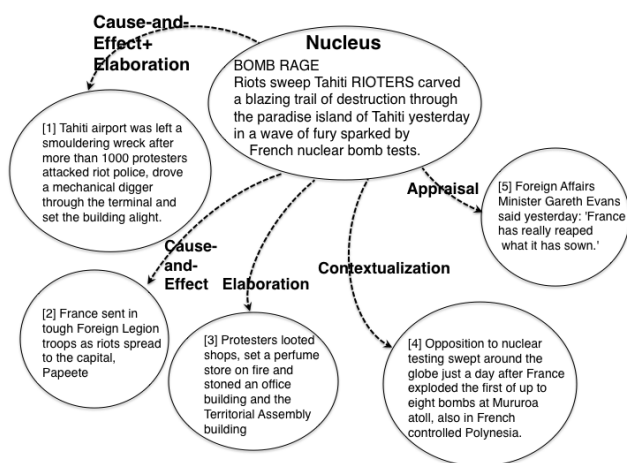 Cause-and-
Effect+
Elaboration
Nucleus
BOMB RAGE
Riots sweep Tahiti RIOTERS carved
a blazing trail of destruction through
the paradise island of Tahiti yesterday
in a wave of fury sparked by
French nuclear bomb tests.
[1] Tahiti airport was left a
smouldering wreck after
more than 1000 protesters
attacked riot police, drove
a mechanical digger
through the terminal and
set the building alight.
Appraisal
[5] Foreign Affairs
Minister Gareth Evans
said yesterday: 'France
has really reaped
what it has sown.'
Cause-
and-
Effect
Elaboration
Contextualization
[2] France sent in
tough Foreign Legion
troops as riots spread
to the capital,
Papeete
[3] Protesters looted
shops, set a perfume
store on fire and
stoned an office
building and the
Territorial Assembly
building
[4] Opposition to nuclear
testing swept around the
globe just a day after France
exploded the first of up to
eight bombs at Mururoa
atoll, also in French
controlled Polynesia.